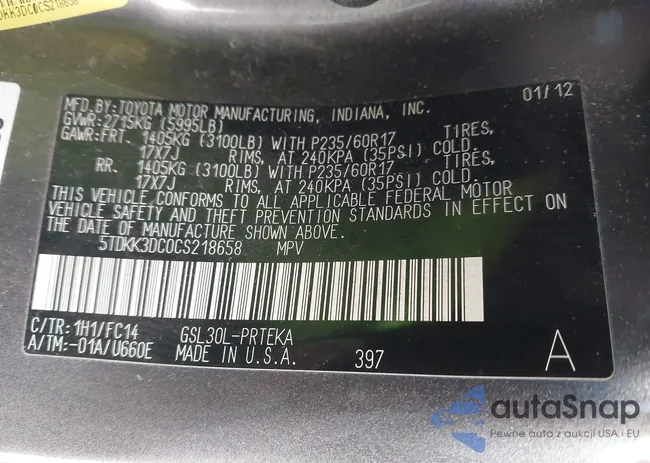 DKK3DC0CS218658
MFD.BY: TOYOTA MOTOR MANUFACTURING, INDIANA, INC. 01/12
GVWR: 2715KG (5995LB)
GAWR: FRT. 1405KG (3100LB) WITH P235/60R17 TIRES,
17X7J RIMS, AT 240KPA (35PSI) COLD.
RR. 1405KG (3100LB) WITH P235/60R17 TIRES,
17X7J RIMS, AT 240KPA (35PSI) COLD.
THIS VEHICLE CONFORMS TO ALL APPLICABLE FEDERAL MOTOR
VEHICLE SAFETY AND THEFT PREVENTION STANDARDS IN EFFECT ON
THE DATE OF MANUFACTURE SHOWN ABOVE.
5TDKK3DC0CS218658 MPV
C/TR: 1H1/FC14 GSL30L-PRTEKA
A/TM:-01A/U660E MADE IN U.S.A. 397 A
autaSnap
Pewne auta z aukcji USA i EU